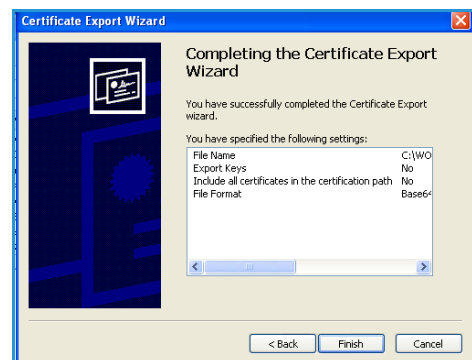 Certificate Export Wizard
Completing the Certificate Export
Wizard
You have successfully completed the Certificate Export
wizard.
You have specified the following settings:
File Name C:\WO
Export Keys No
Include all certificates in the certification path No
File Format Base64
< Back Finish Cancel